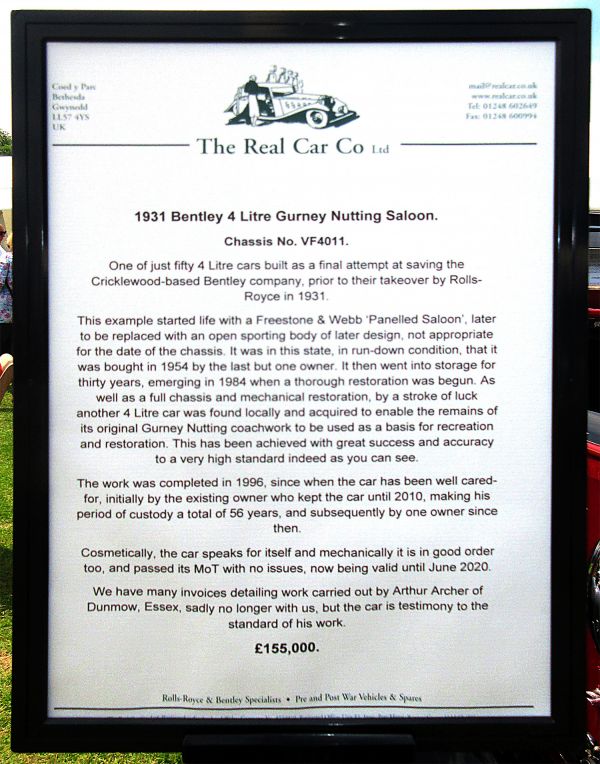 Coed y Parc
Bethesda
Gwynedd
LL57 4YS
UK
mail@realcar.co.uk
www.realcar.co.uk
Tel: 01248 602649
Fax: 01248 600994
The Real Car Co Ltd
1931 Bentley 4 Litre Gurney Nutting Saloon.
Chassis No. VF4011.
One of just fifty 4 Litre cars built as a final attempt at saving the
Cricklewood-based Bentley company, prior to their takeover by Rolls-
Royce in 1931.
This example started life with a Freestone & Webb ‘Panelled Saloon’, later
to be replaced with an open sporting body of later design, not appropriate
for the date of the chassis. It was in this state, in run-down condition, that it
was bought in 1954 by the last but one owner. It then went into storage for
thirty years, emerging in 1984 when a thorough restoration was begun. As
well as a full chassis and mechanical restoration, by a stroke of luck
another 4 Litre car was found locally and acquired to enable the remains of
its original Gurney Nutting coachwork to be used as a basis for recreation
and restoration. This has been achieved with great success and accuracy
to a very high standard indeed as you can see.
The work was completed in 1996, since when the car has been well cared-
for, initially by the existing owner who kept the car until 2010, making his
period of custody a total of 56 years, and subsequently by one owner since
then.
Cosmetically, the car speaks for itself and mechanically it is in good order
too, and passed its MoT with no issues, now being valid until June 2020.
We have many invoices detailing work carried out by Arthur Archer of
Dunmow, Essex, sadly no longer with us, but the car is testimony to the
standard of his work.
£155,000.
Rolls-Royce & Bentley Specialists • Pre and Post War Vehicles & Spares